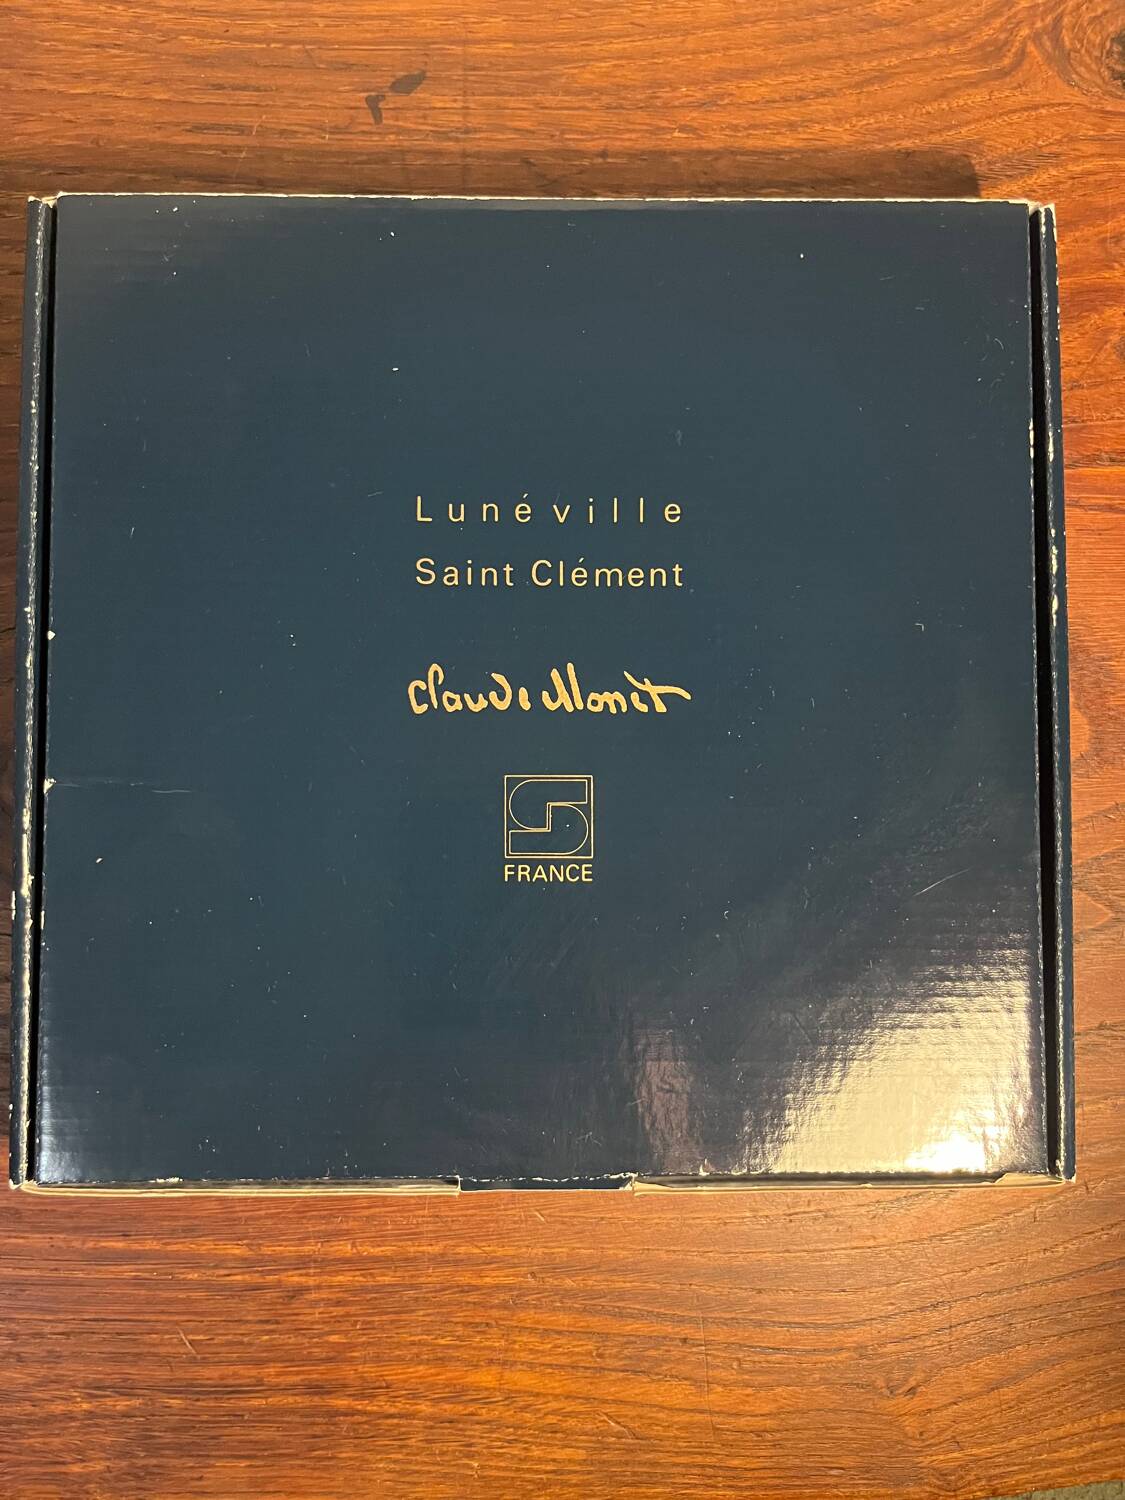 Lunéville
Saint Clément
Claude Monet
S
FRANCE